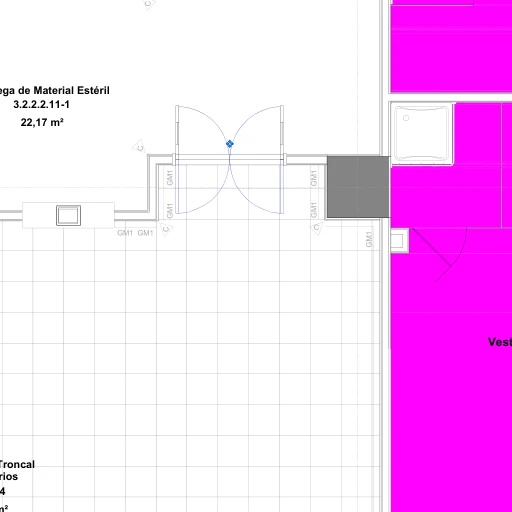 ega de Material Estéril
3.2.2.2.11-1
22,17 m²
C
C
GM1
GM1
GM1
GM1
GM1 GM1
C
C
GM1
Vest
Troncal
rios
4
m²